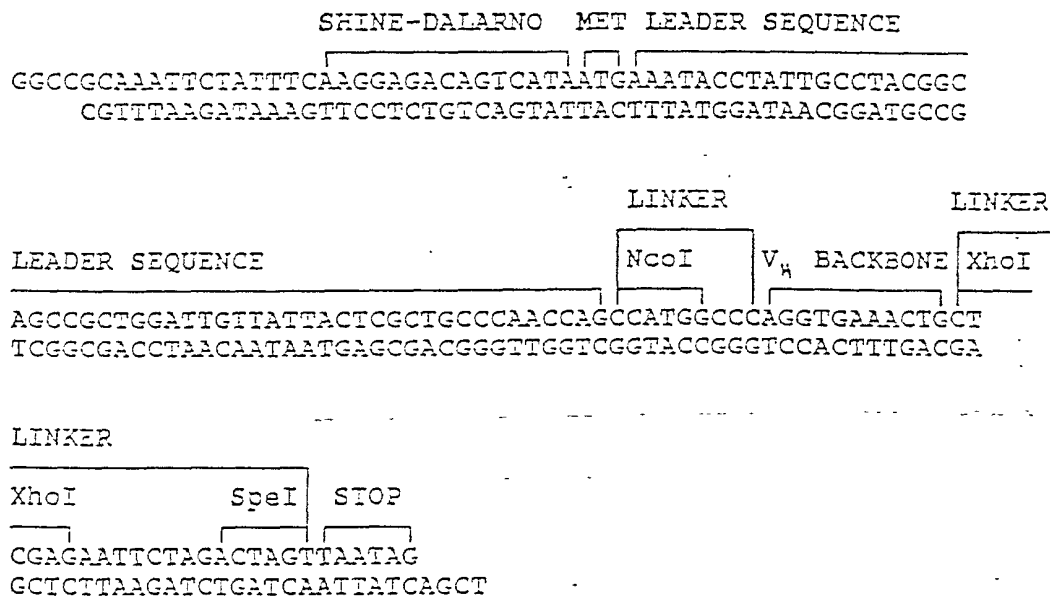 SHINE-DALARNO MET LEADER SEQUENCE
GGCCGCAAATTCTATTTCAAGGAGACAGTCATAATGAAATACCTATTGCCTACGGC
CGTTTAAGATAAAGTTCCTCTGTCAGTATTACTTTATGGATAACGGATGCCG
LINKER LINKER
LEADER SEQUENCE NcoI VH BACKBONE XhoI
AGCCGCTGGATTGTTATTACTCGCTGCCCAACCAGCCATGGCCCAGGTGAAACTGCT
TCGGCGACCTAACAATAATGAGCGACGGGTTGGTCGGTACCGGGTCCACTTTGACGA
LINKER
XhoI SpeI STOP
CGAGAATTCTAGACTAGTTAATAG
GCTCTTAAGATCTGATCAATTATCAGCT